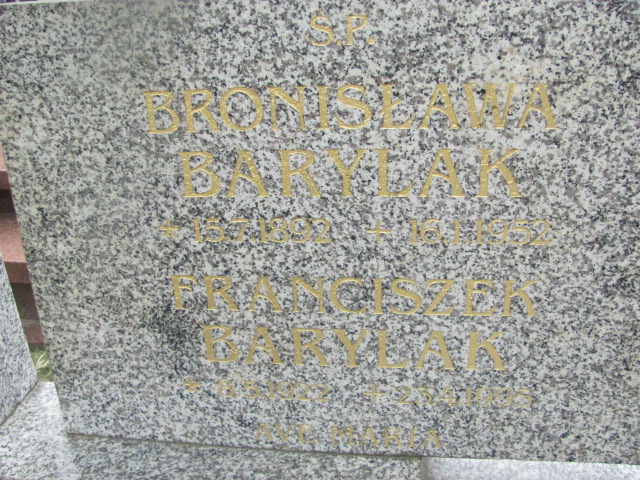 Ś.P.
BRONISŁAWA
BARYLAK
* 15.7.1892 + 16.1.1952
FRANCISZEK
BARYLAK
AVE MARIA